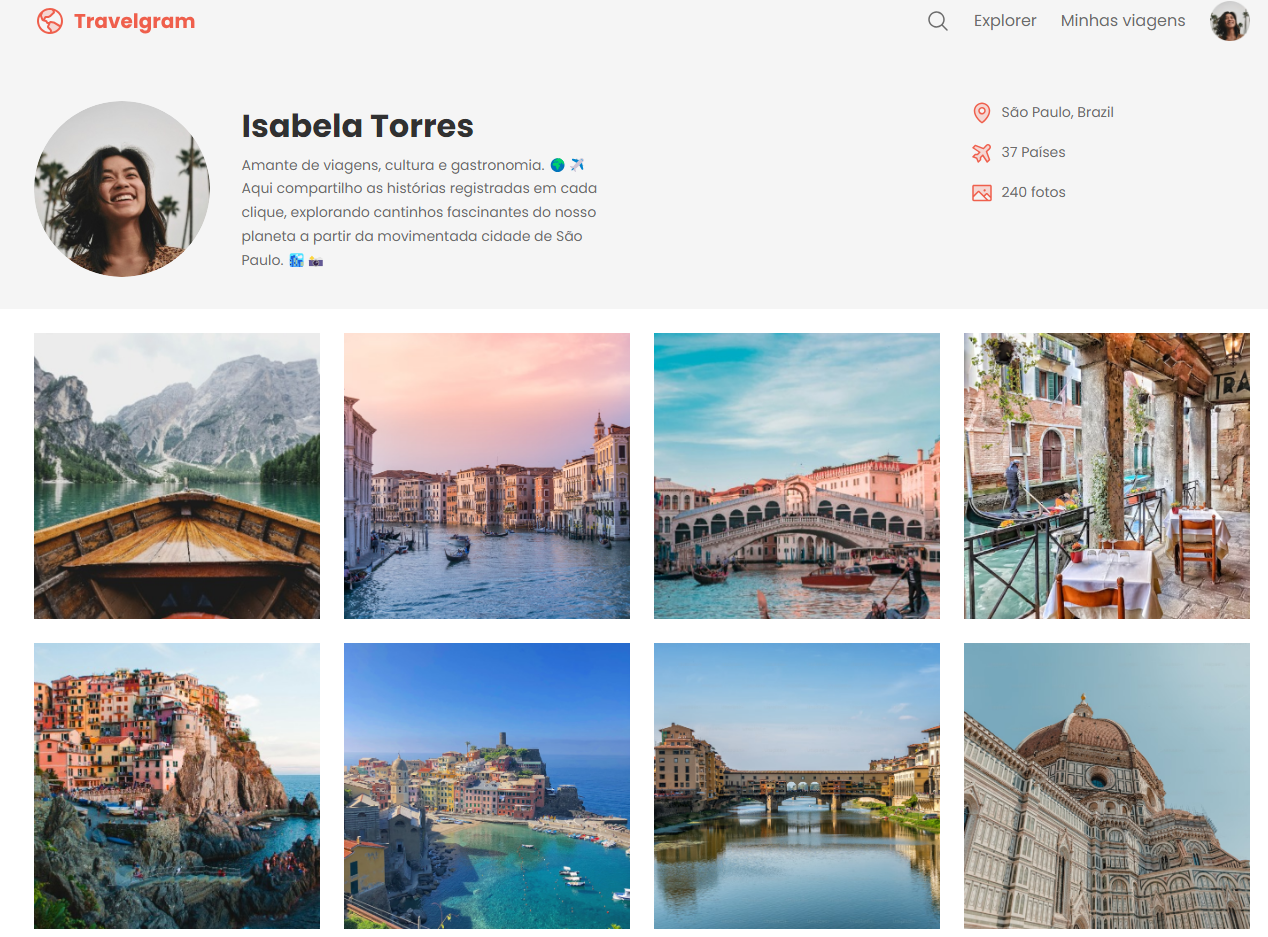 Travelgram
Explorer
Minhas viagens
Isabela Torres
Amante de viagens, cultura e gastronomia. 🌍 ✈️
Aqui compartilho as histórias registradas em cada
clique, explorando cantinhos fascinantes do nosso
planeta a partir da movimentada cidade de São
Paulo. 🏙️ 📸
São Paulo, Brazil
37 Países
240 fotos
TRA